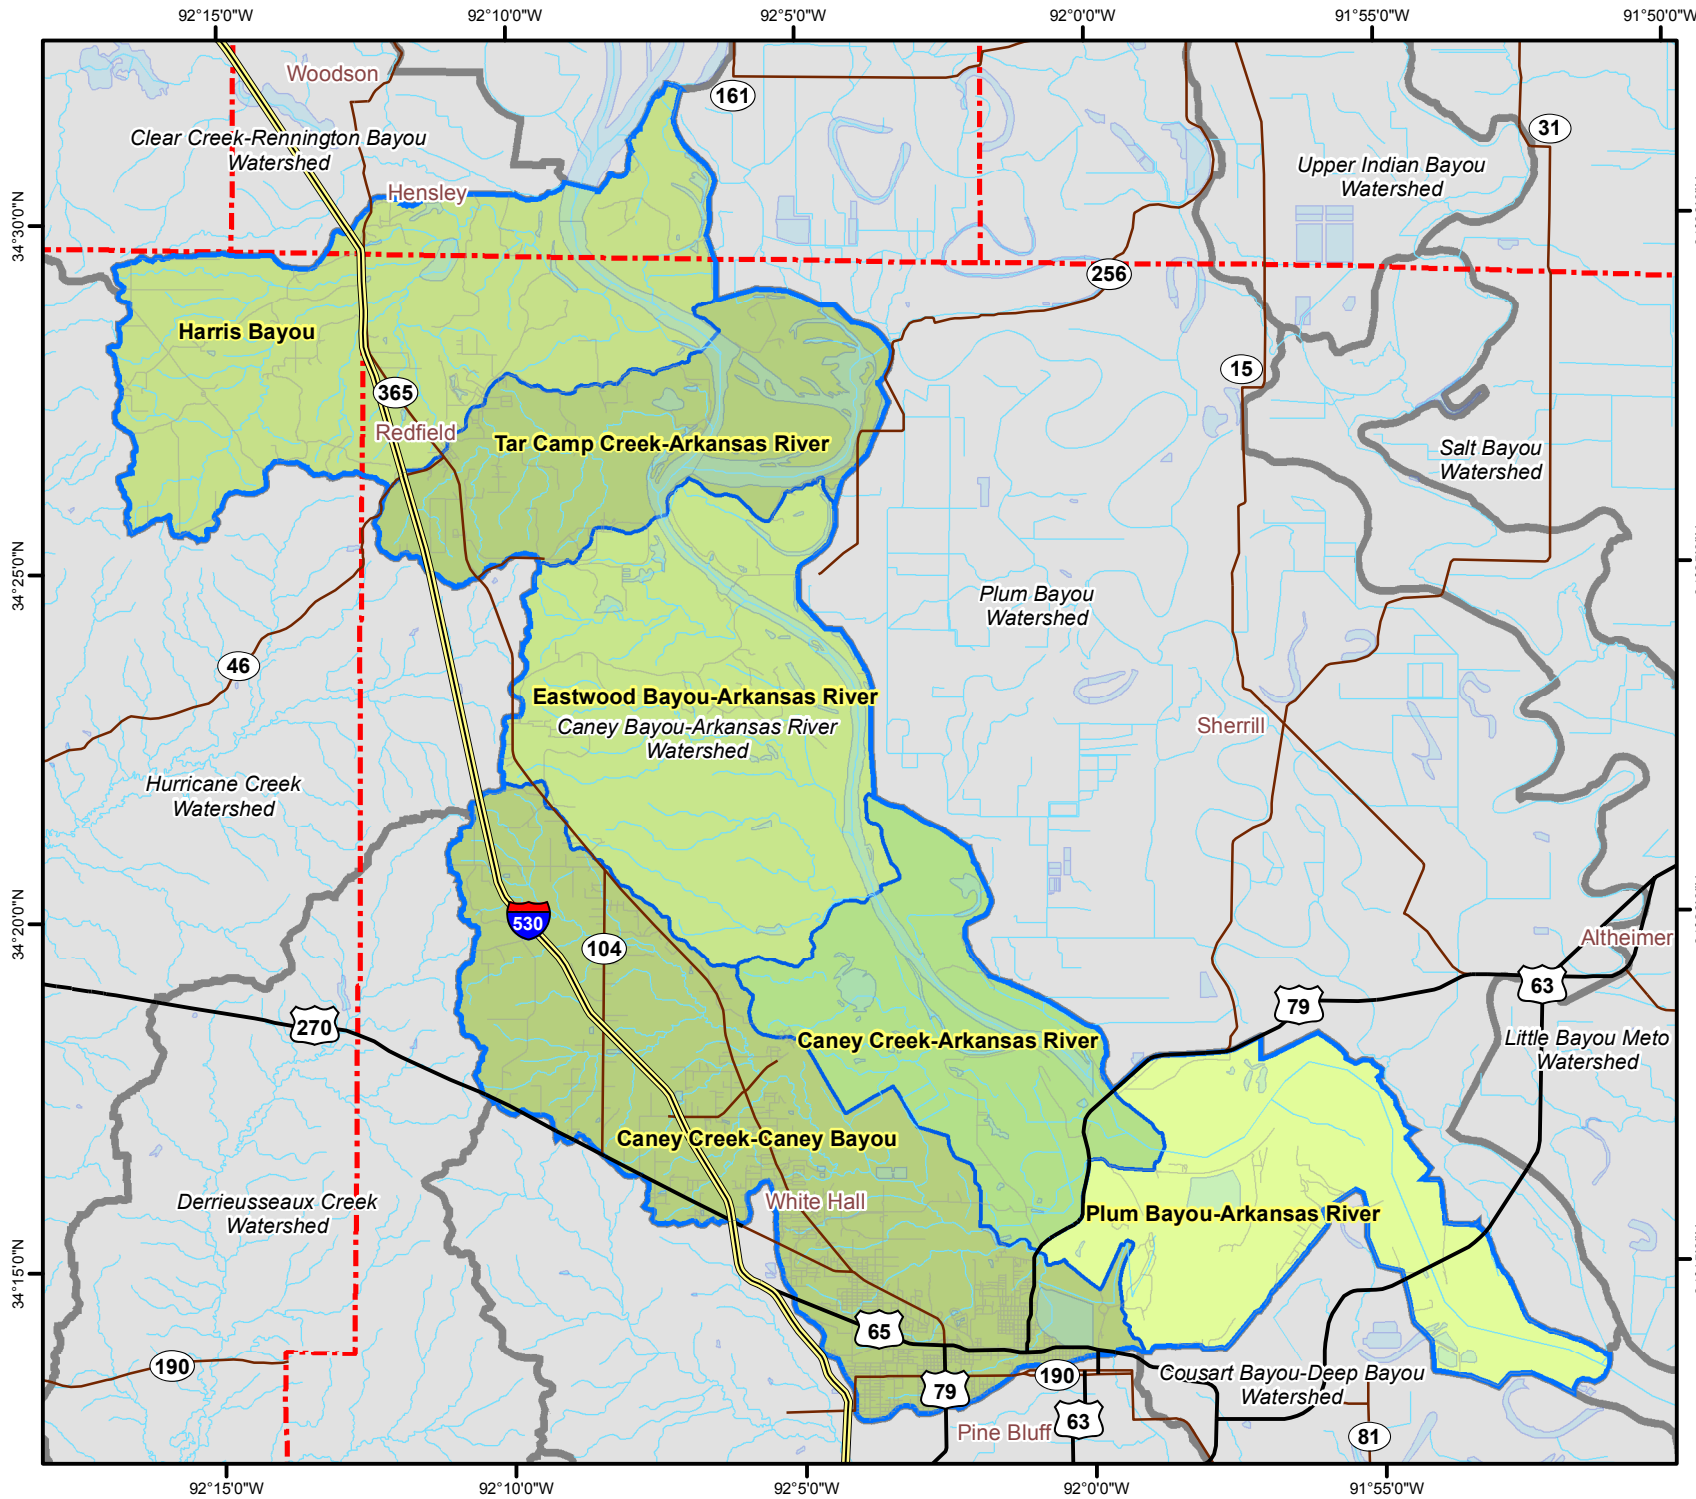 92°15'0"W
92°10'0"W
92°5'0"W
92°0'0"W
91°55'0"W
91°50'0"W
Woodson
161
31
Clear Creek-Rennington Bayou
Watershed
Upper Indian Bayou
Watershed
Hensley
34°30'0"N
256
Harris Bayou
15
365
Redfield
Tar Camp Creek-Arkansas River
Salt Bayou
Watershed
34°25'0"N
Plum Bayou
Watershed
46
Eastwood Bayou-Arkansas River
Caney Bayou-Arkansas River
Watershed
Sherrill
Hurricane Creek
Watershed
34°20'0"N
530
104
Altheimer
63
79
270
Caney Creek-Arkansas River
Little Bayou Meto
Watershed
Caney Creek-Caney Bayou
Derrieusseaux Creek
Watershed
White Hall
Plum Bayou-Arkansas River
34°15'0"N
65
190
190
Cousart Bayou-Deep Bayou
Watershed
79
63
Pine Bluff
81
92°15'0"W
92°10'0"W
92°5'0"W
92°0'0"W
91°55'0"W